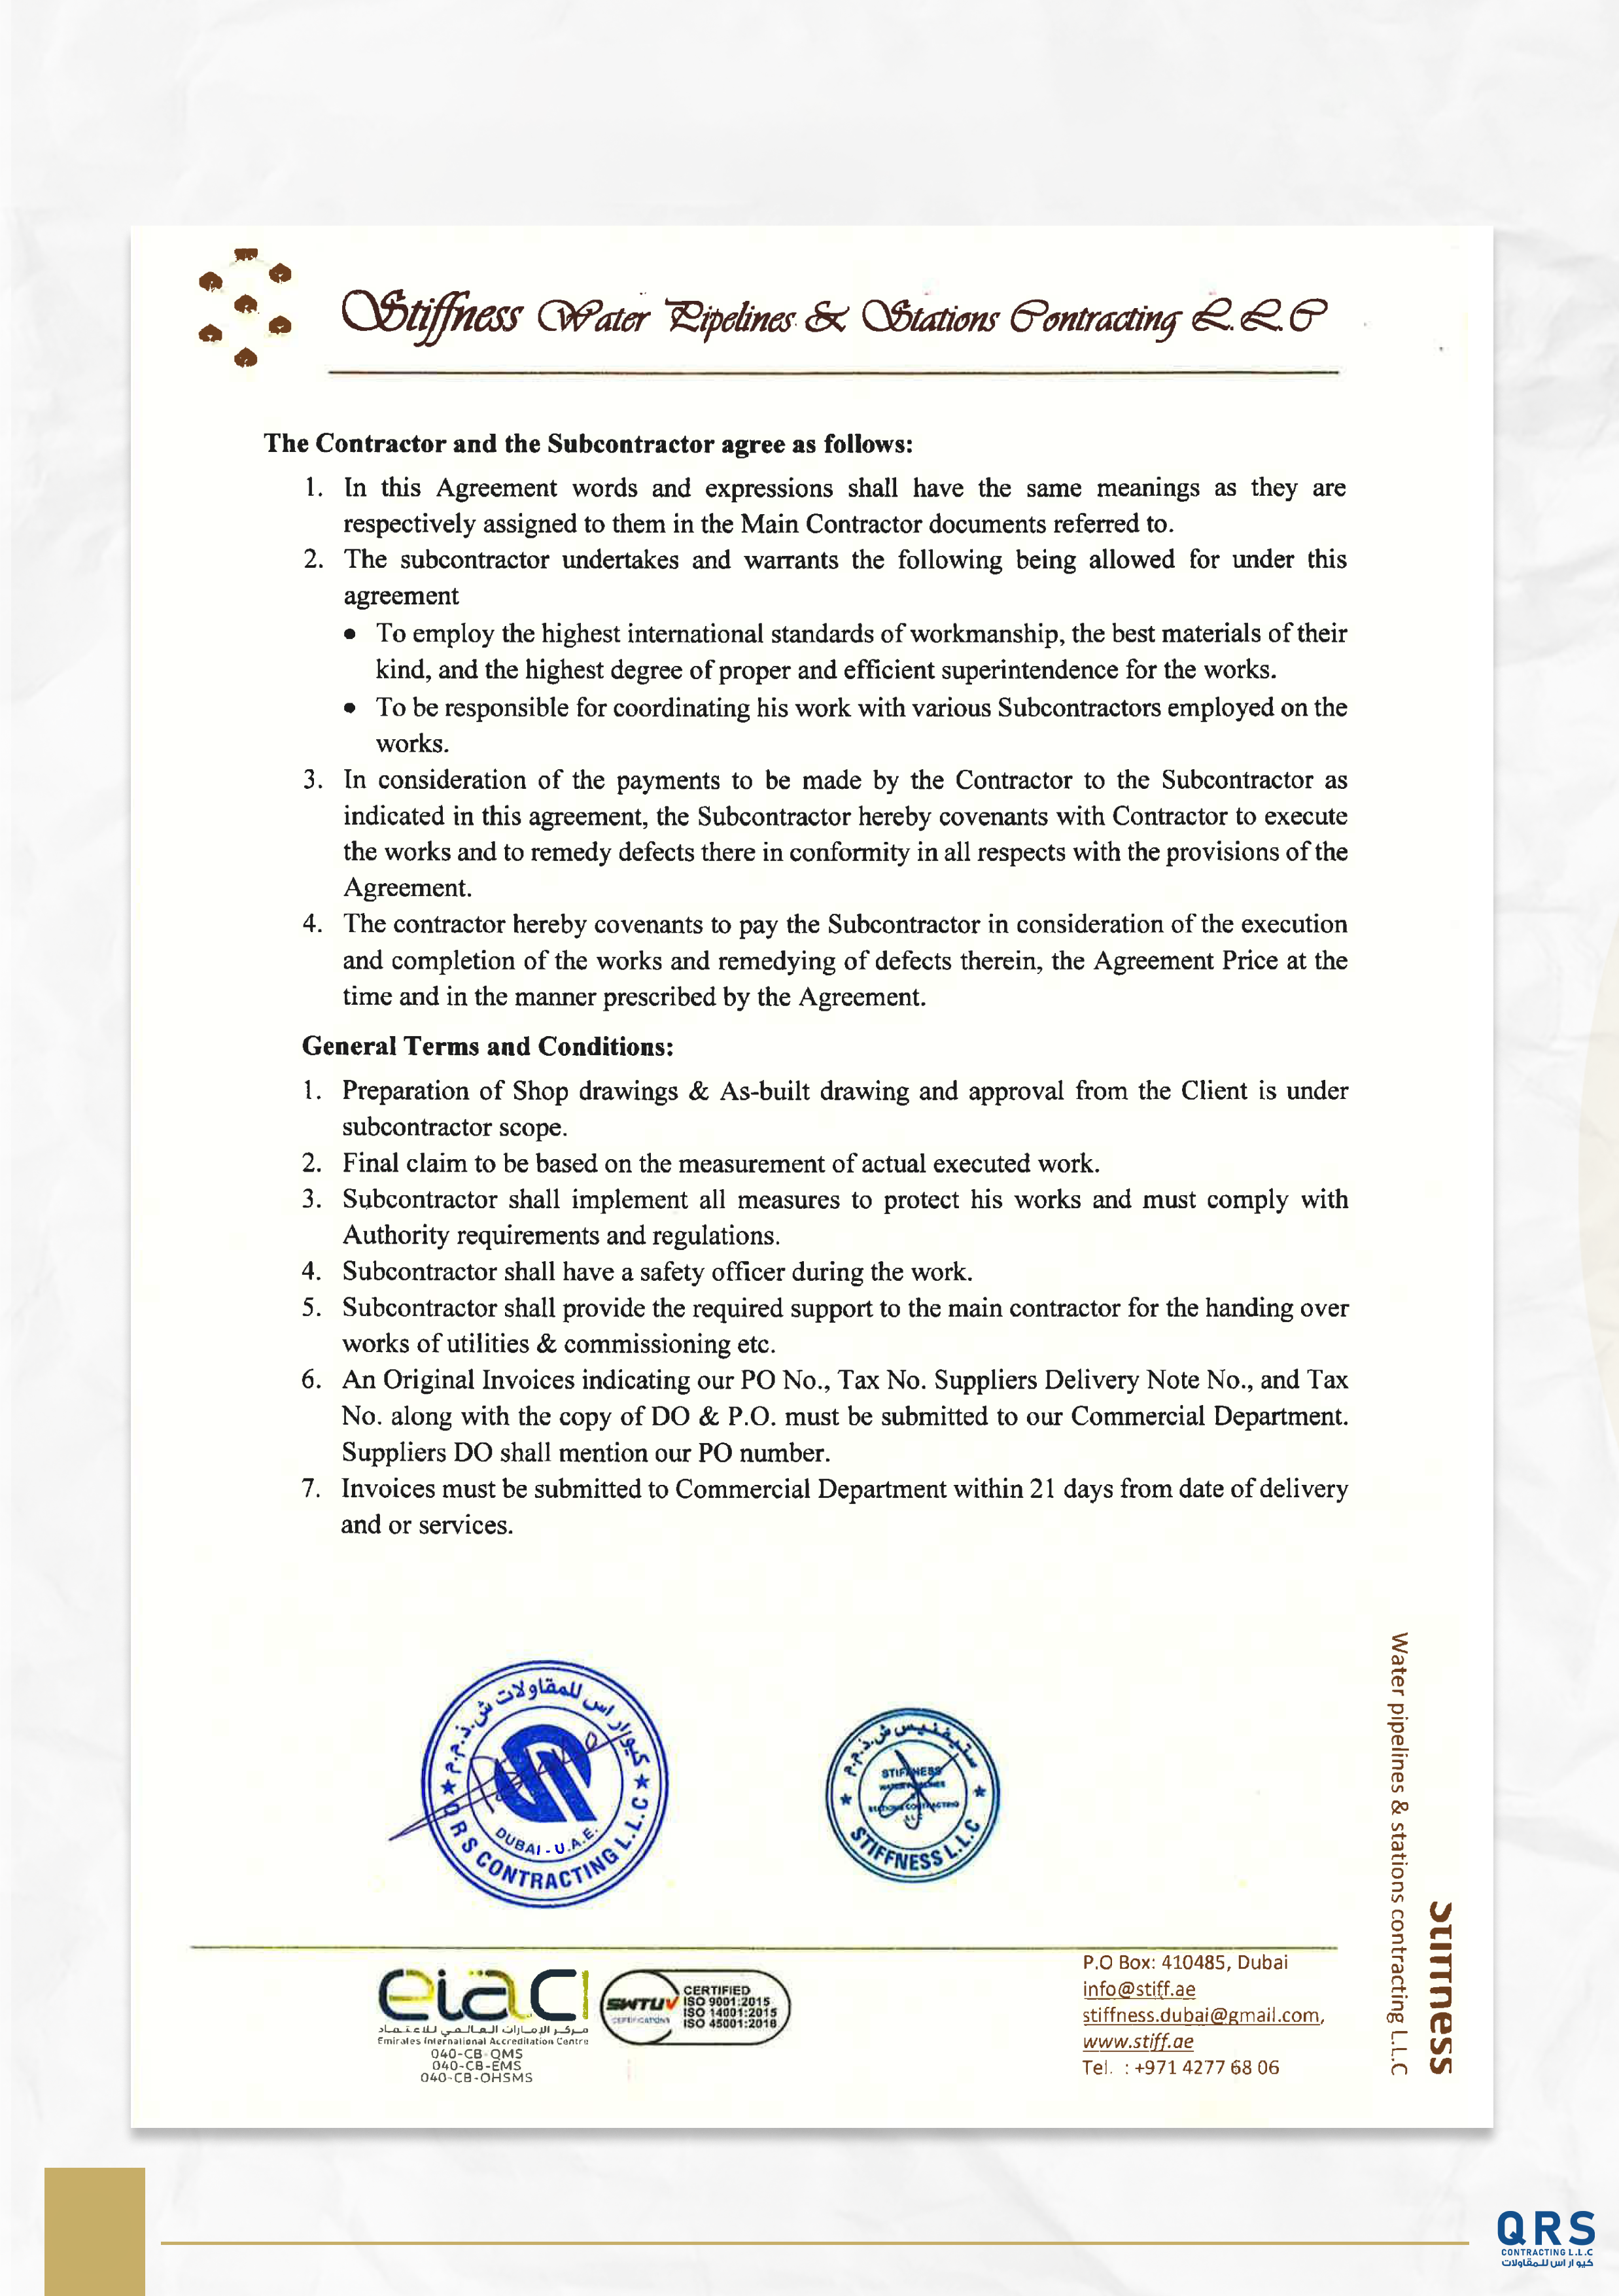 Stiffness Water Pipelines & Stations Contracting L.L.C
The Contractor and the Subcontractor agree as follows:
1. In this Agreement words and expressions shall have the same meanings as they are
respectively assigned to them in the Main Contractor documents referred to.
2. The subcontractor undertakes and warrants the following being allowed for under this
agreement
• To employ the highest international standards of workmanship, the best materials of their
kind, and the highest degree of proper and efficient superintendence for the works.
• To be responsible for coordinating his work with various Subcontractors employed on the
works.
3. In consideration of the payments to be made by the Contractor to the Subcontractor as
indicated in this agreement, the Subcontractor hereby covenants with Contractor to execute
the works and to remedy defects there in conformity in all respects with the provisions of the
Agreement.
4. The contractor hereby covenants to pay the Subcontractor in consideration of the execution
and completion of the works and remedying of defects therein, the Agreement Price at the
time and in the manner prescribed by the Agreement.
General Terms and Conditions:
1. Preparation of Shop drawings & As-built drawing and approval from the Client is under
subcontractor scope.
2. Final claim to be based on the measurement of actual executed work.
3. Subcontractor shall implement all measures to protect his works and must comply with
Authority requirements and regulations.
4. Subcontractor shall have a safety officer during the work.
5. Subcontractor shall provide the required support to the main contractor for the handing over
works of utilities & commissioning etc.
6. An Original Invoices indicating our PO No., Tax No. Suppliers Delivery Note No., and Tax
No. along with the copy of DO & P.O. must be submitted to our Commercial Department.
Suppliers DO shall mention our PO number.
7. Invoices must be submitted to Commercial Department within 21 days from date of delivery
and or services.
كيوار اس للمقاولات ش.ذ.م.م
DUBAI - U.A.E.
QRS CONTRACTING L.L.C
ستيفنيس ش.ذ.م.م
STIFFNESS
STIFFNESS L.L.C
Water pipelines & stations contracting L.L.C
Stiffness
eiac
مركز الإمارات العالمي للاعتماد
Emirates International Accreditation Centre
040-CB-QMS
040-CB-EMS
040-CB-OHSMS
SWTUV
CERTIFICATIONS
CERTIFIED
ISO 9001:2015
ISO 14001:2015
ISO 45001:2018
P.O Box: 410485, Dubai
info@stiff.ae
stiffness.dubai@gmail.com,
www.stiff.ae
Tel. : +971 4277 68 06
QRS
CONTRACTING L.L.C
كيو ار اس للمقاولات